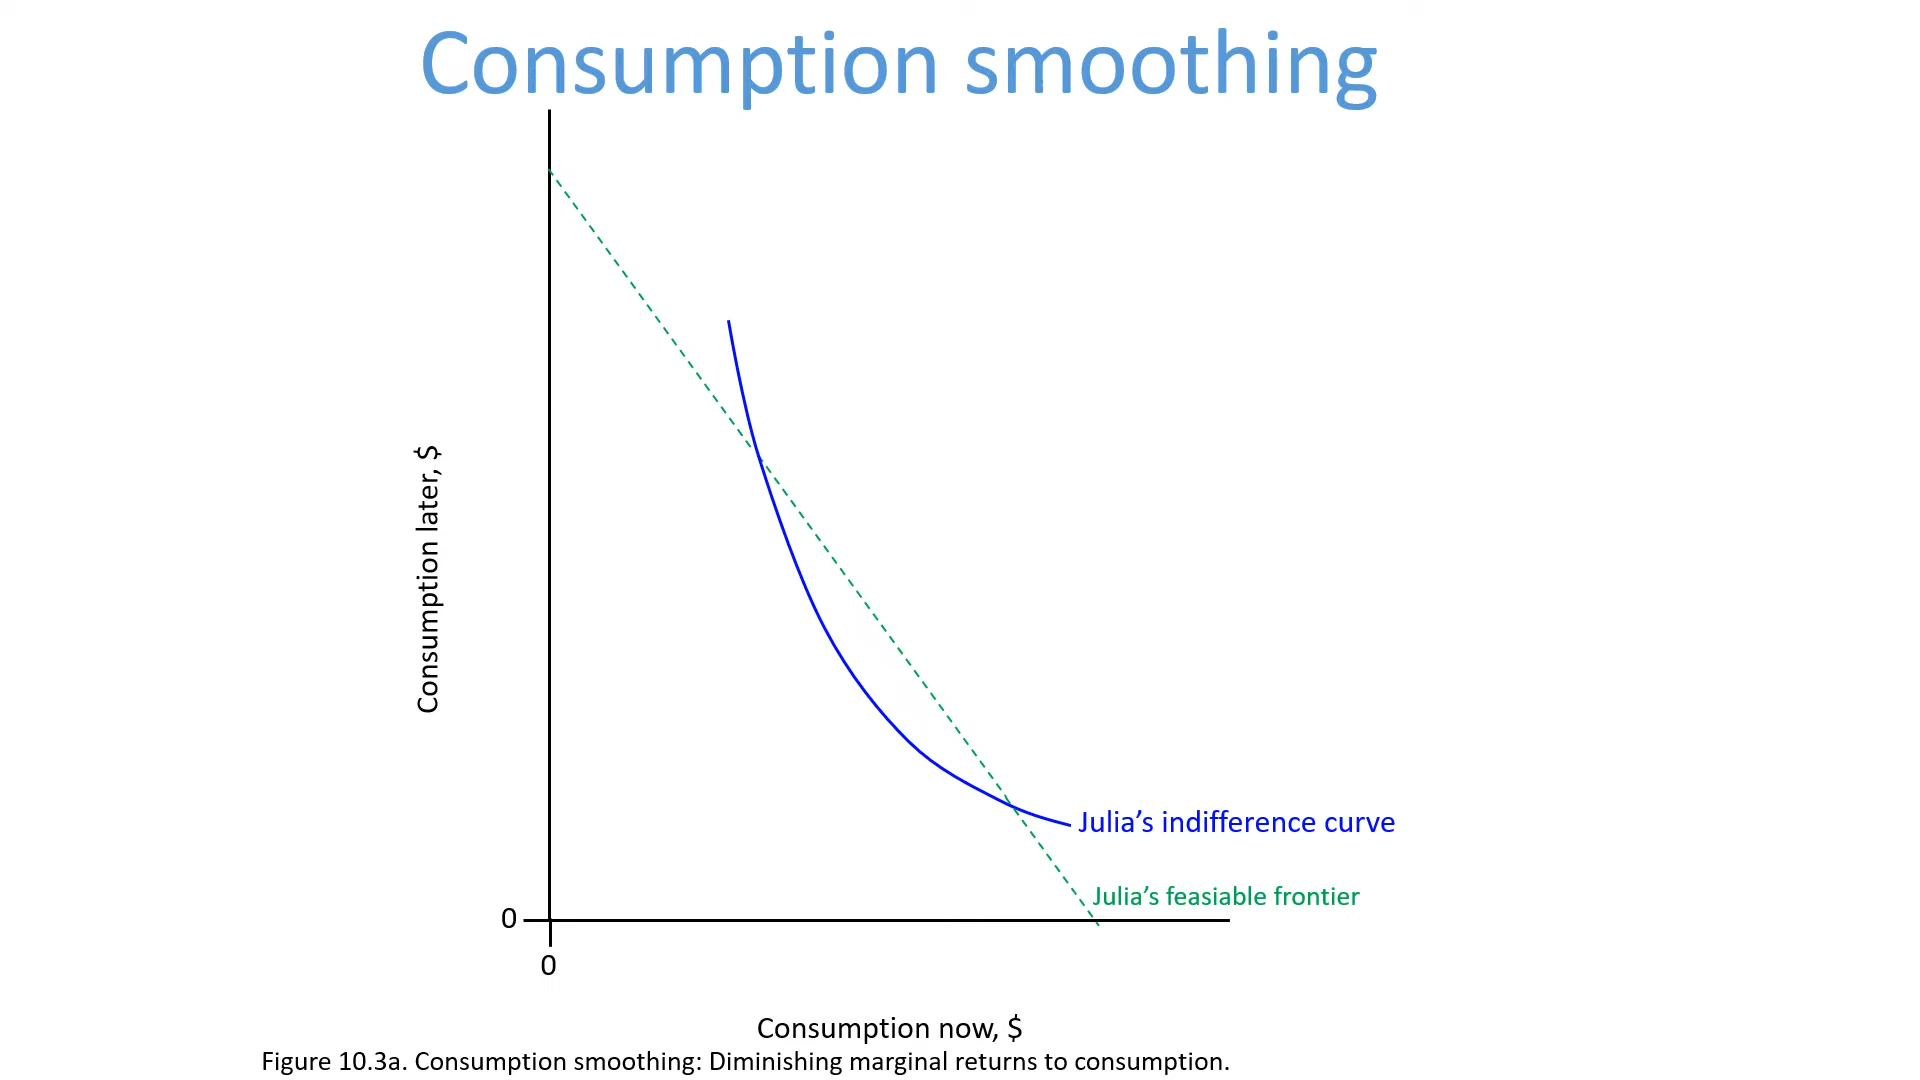 Consumption smoothing
Consumption later, $
Julia’s indifference curve
Julia’s feasiable frontier
0
0
Consumption now, $
Figure 10.3a. Consumption smoothing: Diminishing marginal returns to consumption.